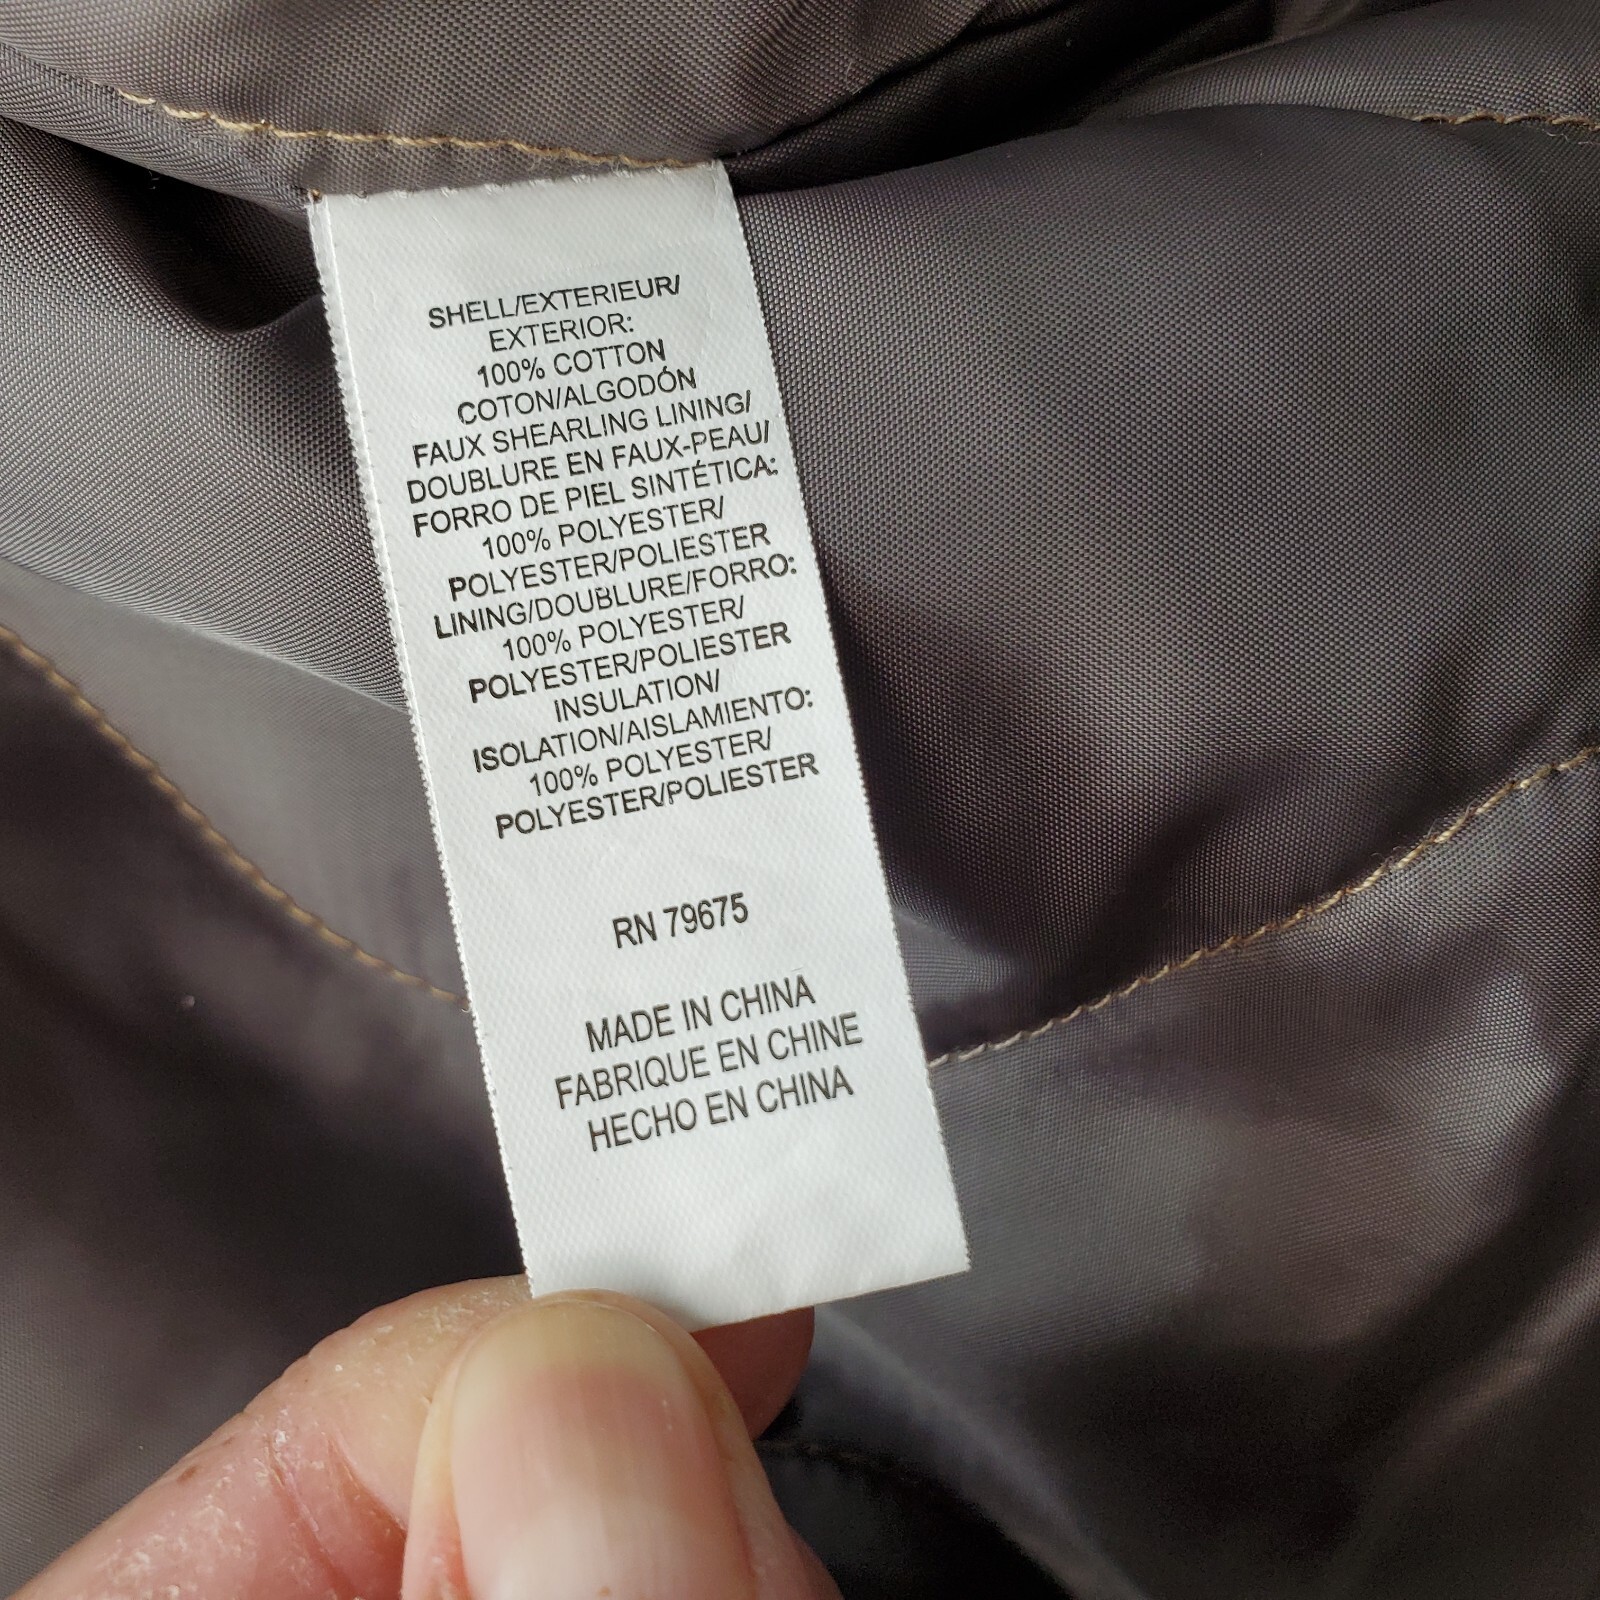 SHELL/EXTERIEUR/
EXTERIOR:
100% COTTON
COTON/ALGODÓN
FAUX SHEARLING LINING/
DOUBLURE EN FAUX-PEAU/
FORRO DE PIEL SINTÉTICA:
100% POLYESTER/
POLYESTER/POLIESTER
LINING/DOUBLURE/FORRO:
100% POLYESTER/
POLYESTER/POLIESTER
INSULATION/
ISOLATION/AISLAMIENTO:
100% POLYESTER/
POLYESTER/POLIESTER
RN 79675
MADE IN CHINA
FABRIQUE EN CHINE
HECHO EN CHINA